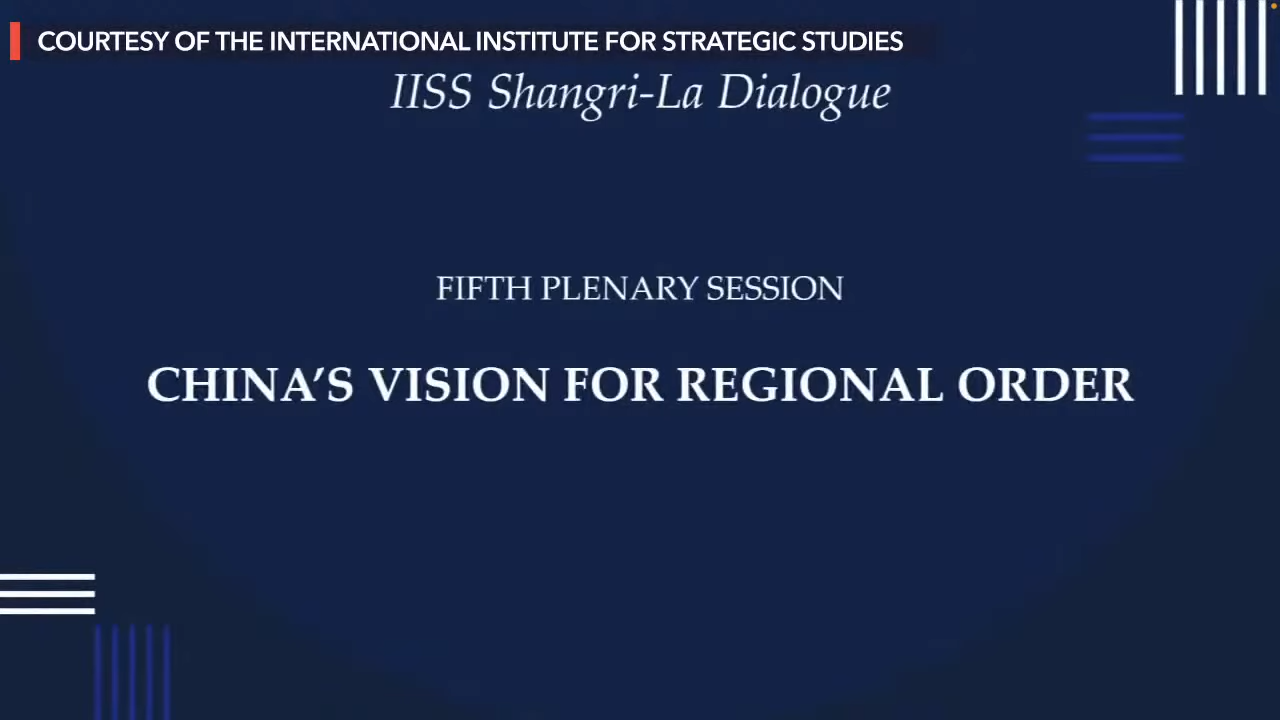 COURTESY OF THE INTERNATIONAL INSTITUTE FOR STRATEGIC STUDIES
IISS Shangri-La Dialogue
FIFTH PLENARY SESSION
CHINA’S VISION FOR REGIONAL ORDER